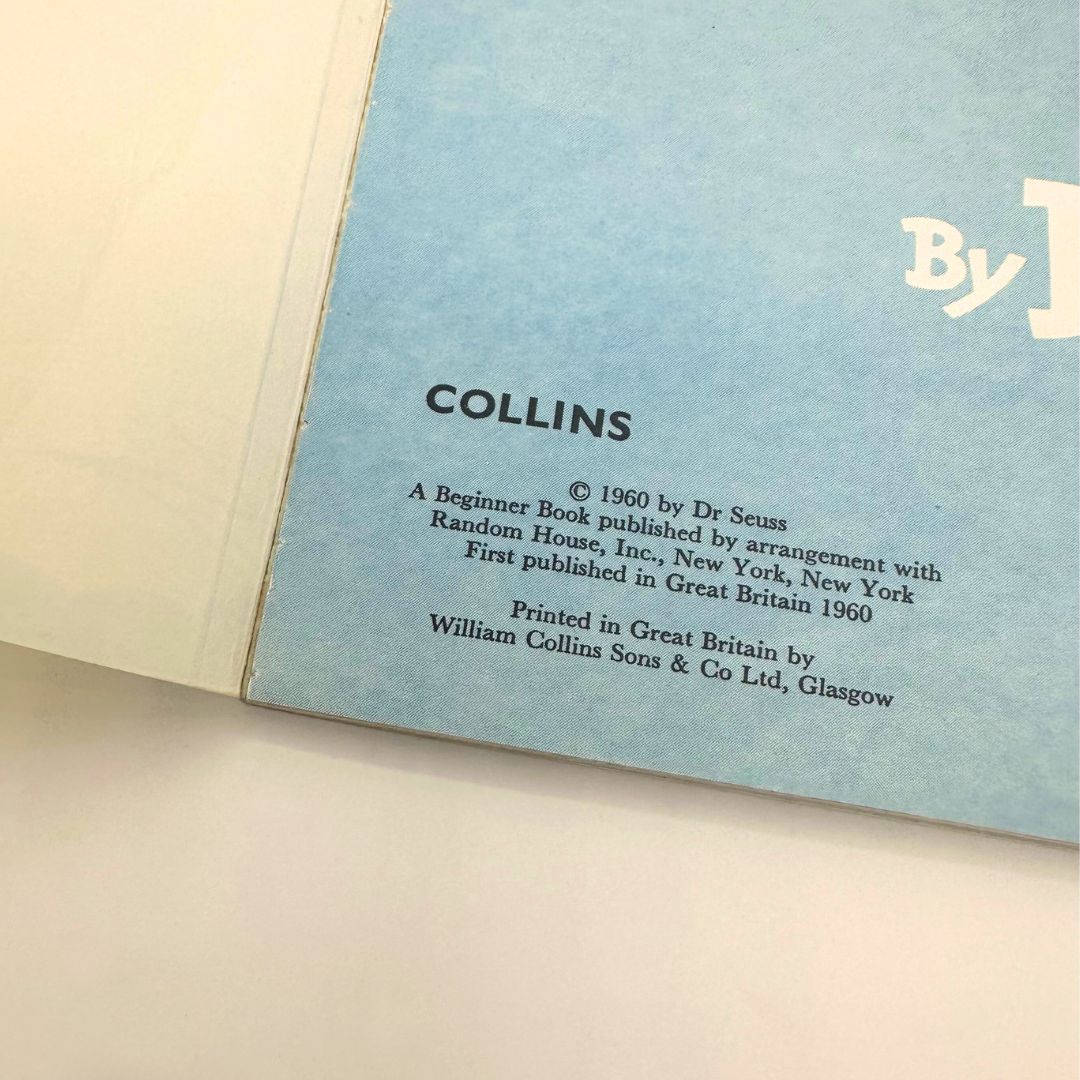 By
COLLINS
© 1960 by Dr Seuss
A Beginner Book published by arrangement with
Random House, Inc., New York, New York
First published in Great Britain 1960
Printed in Great Britain by
William Collins Sons & Co Ltd, Glasgow